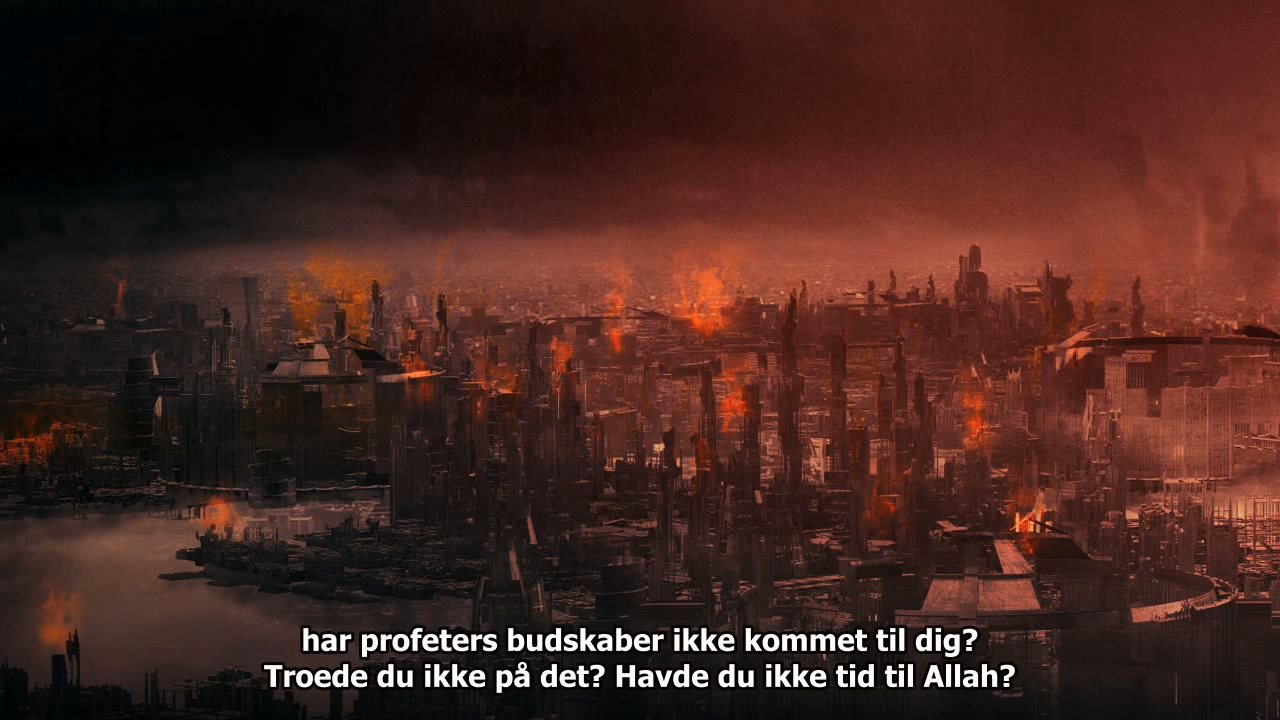 har profeters budskaber ikke kommet til dig?
Troede du ikke på det? Havde du ikke tid til Allah?